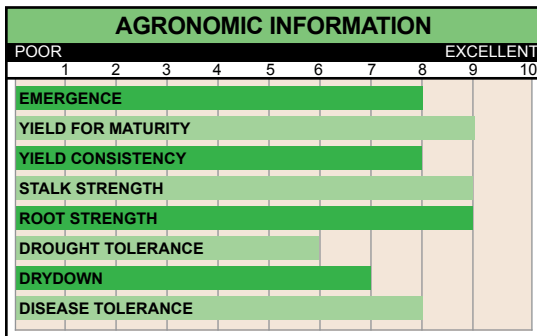 AGRONOMIC INFORMATION
POOR EXCELLENT
1 2 3 4 5 6 7 8 9 10
EMERGENCE
YIELD FOR MATURITY
YIELD CONSISTENCY
STALK STRENGTH
ROOT STRENGTH
DROUGHT TOLERANCE
DRYDOWN
DISEASE TOLERANCE